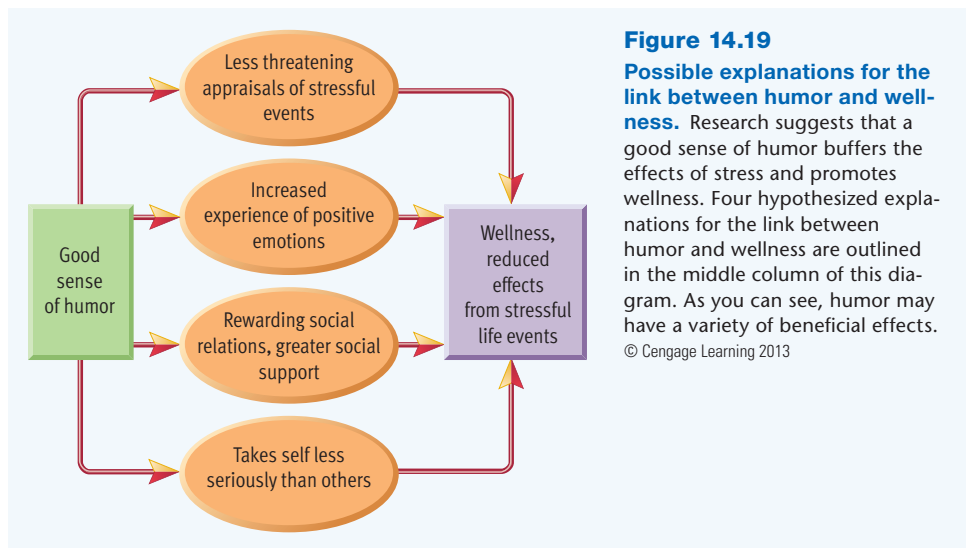 Less threatening
appraisals of stressful
events
Increased
experience of positive
emotions
Good
sense
of humor
Wellness,
reduced
effects
from stressful
life events
Rewarding social
relations, greater social
support
Takes self less
seriously than others
Figure 14.19
Possible explanations for the
link between humor and well-
ness. Research suggests that a
good sense of humor buffers the
effects of stress and promotes
wellness. Four hypothesized expla-
nations for the link between
humor and wellness are outlined
in the middle column of this dia-
gram. As you can see, humor may
have a variety of beneficial effects.
© Cengage Learning 2013